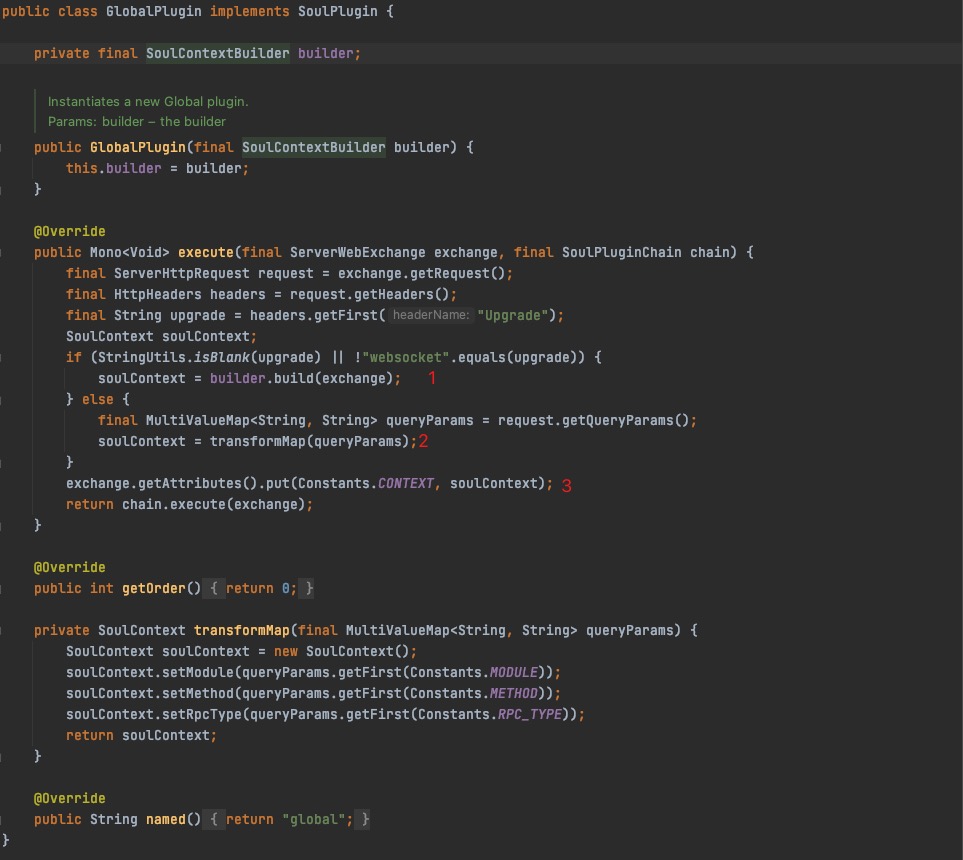 public class GlobalPlugin implements SoulPlugin {
private final SoulContextBuilder builder;
Instantiates a new Global plugin.
Params: builder – the builder
public GlobalPlugin(final SoulContextBuilder builder) {
this.builder = builder;
}
@Override
public Mono<Void> execute(final ServerWebExchange exchange, final SoulPluginChain chain) {
final ServerHttpRequest request = exchange.getRequest();
final HttpHeaders headers = request.getHeaders();
final String upgrade = headers.getFirst( headerName: "Upgrade");
SoulContext soulContext;
if (StringUtils.isBlank(upgrade) || !"websocket".equals(upgrade)) {
soulContext = builder.build(exchange); 1
} else {
final MultiValueMap<String, String> queryParams = request.getQueryParams();
soulContext = transformMap(queryParams);2
}
exchange.getAttributes().put(Constants.CONTEXT, soulContext); 3
return chain.execute(exchange);
}
@Override
public int getOrder() { return 0; }
private SoulContext transformMap(final MultiValueMap<String, String> queryParams) {
SoulContext soulContext = new SoulContext();
soulContext.setModule(queryParams.getFirst(Constants.MODULE));
soulContext.setMethod(queryParams.getFirst(Constants.METHOD));
soulContext.setRpcType(queryParams.getFirst(Constants.RPC_TYPE));
return soulContext;
}
@Override
public String named() { return "global"; }
}